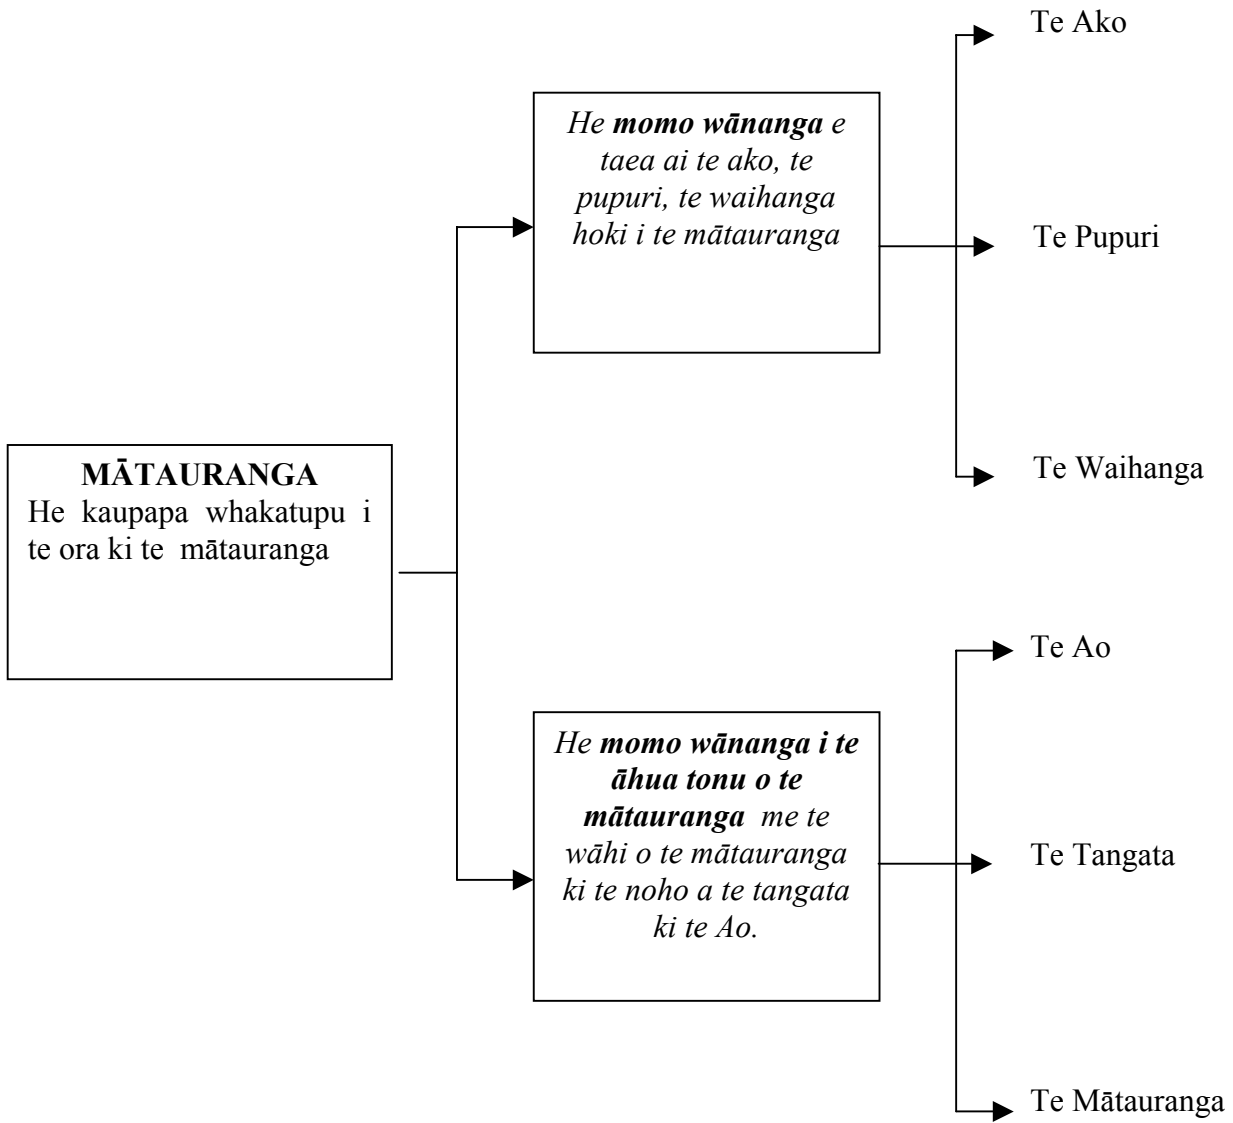 MĀTAURANGA
He kaupapa whakatupu i
te ora ki te mātauranga
He momo wānanga e
taea ai te ako, te
pupuri, te waihanga
hoki i te mātauranga
Te Ako
Te Pupuri
Te Waihanga
He momo wānanga i te
āhua tonu o te
mātauranga me te
wāhi o te mātauranga
ki te noho a te tangata
ki te Ao.
Te Ao
Te Tangata
Te Mātauranga